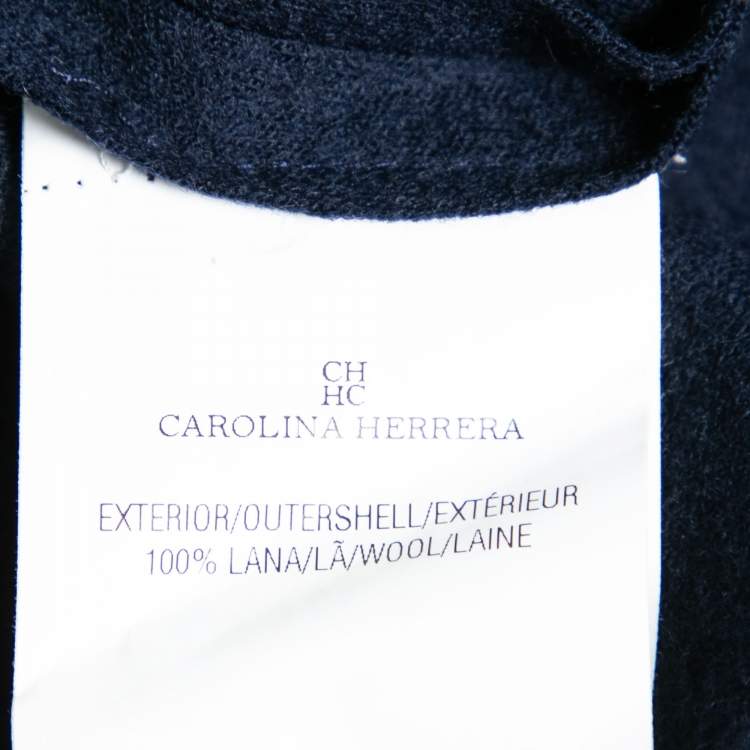 CH
HC
CAROLINA HERRERA
EXTERIOR/OUTERSHELL/EXTÉRIEUR
100% LANA/LÃ/WOOL/LAINE